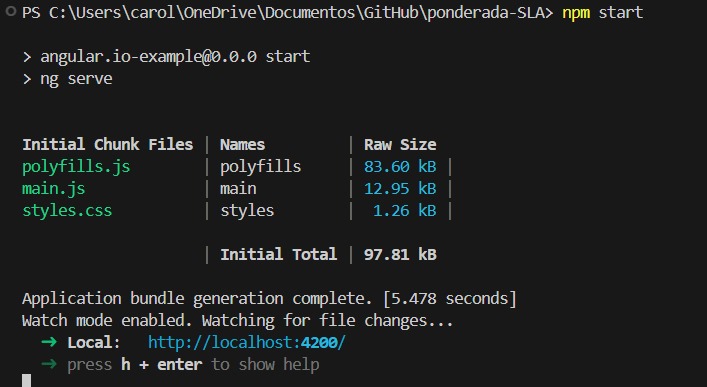 PS C:\Users\carol\OneDrive\Documentos\GitHub\ponderada-SLA> npm start
> angular.io-example@0.0.0 start
> ng serve
Initial Chunk Files | Names | Raw Size
polyfills.js | polyfills | 83.60 kB |
main.js | main | 12.95 kB |
styles.css | styles | 1.26 kB |
| Initial Total | 97.81 kB
Application bundle generation complete. [5.478 seconds]
Watch mode enabled. Watching for file changes...
➜ Local: http://localhost:4200/
➜ press h + enter to show help